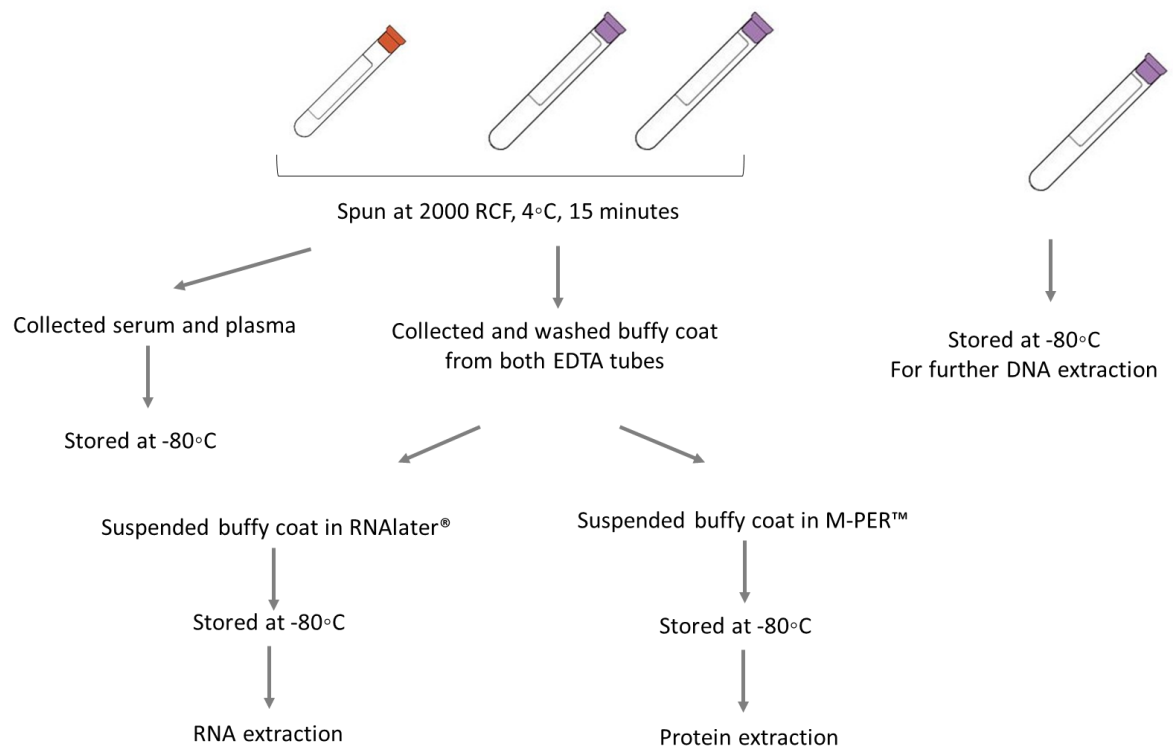 Spun at 2000 RCF, 4◦C, 15 minutes
Collected serum and plasma
Stored at -80◦C
Collected and washed buffy coat
from both EDTA tubes
Stored at -80◦C
For further DNA extraction
Suspended buffy coat in RNAlater®
Stored at -80◦C
RNA extraction
Suspended buffy coat in M-PER™
Stored at -80◦C
Protein extraction